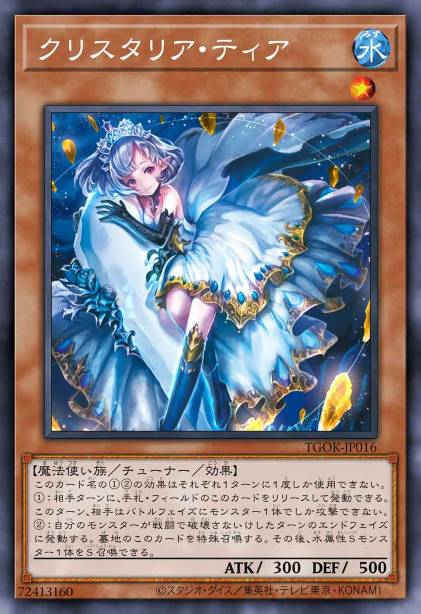 クリスタリア・ティア
水
TGOK-JP016
【魔法使い族／チューナー／効果】
このカード名の①②の効果はそれぞれ1ターンに1度しか使用できない。
①：相手ターンに、手札・フィールドのこのカードをリリースして発動できる。
このターン、相手はバトルフェイズにモンスター1体でしか攻撃できない。
②：自分のモンスターが戦闘で破壊さないけしたターンのエンドフェイズ
に発動する。墓地のこのカードを特殊召喚する。その後、水属性Sモンス
ター1体をS召喚できる。
ATK/ 300 DEF/ 500
72413160
©スタジオ・ダイス／集英社・テレビ東京・KONAMI